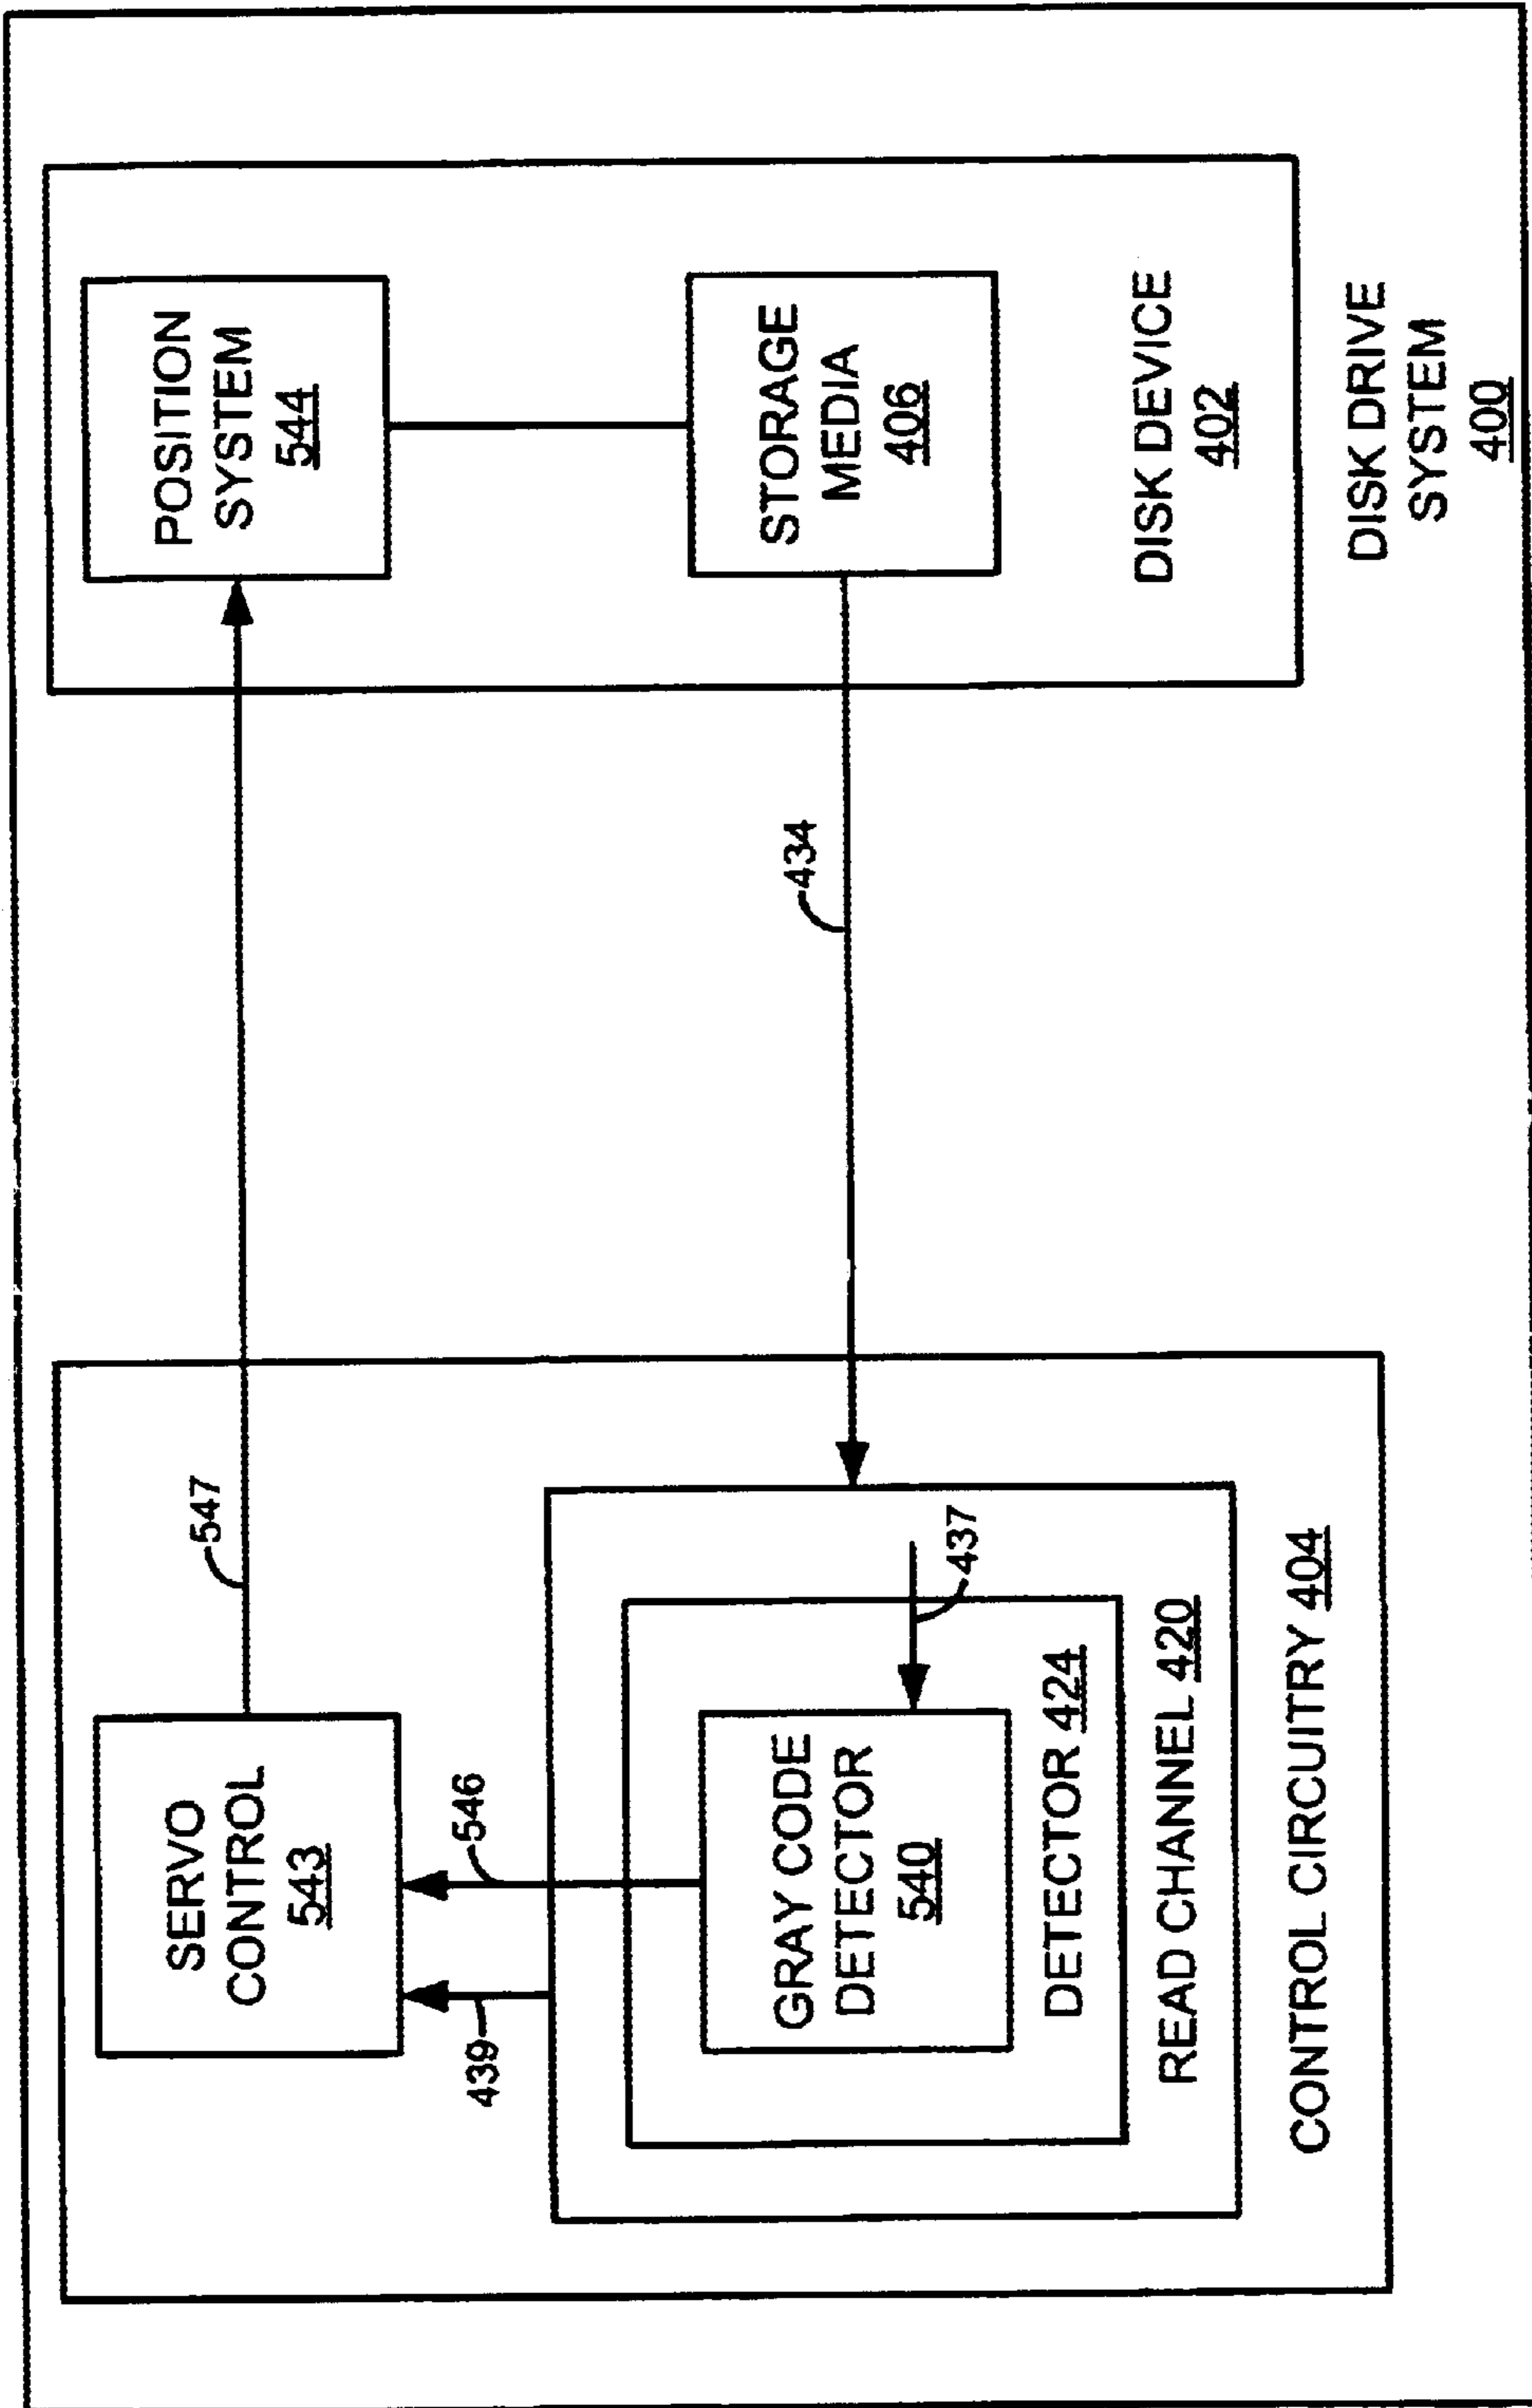 SERVO
CONTROL
543
547
POSITION
SYSTEM
544
439
546
434
437
GRAY CODE
DETECTOR
540
DETECTOR 424
READ CHANNEL 420
CONTROL CIRCUITRY 404
STORAGE
MEDIA
406
DISK DEVICE
402
DISK DRIVE
SYSTEM
400